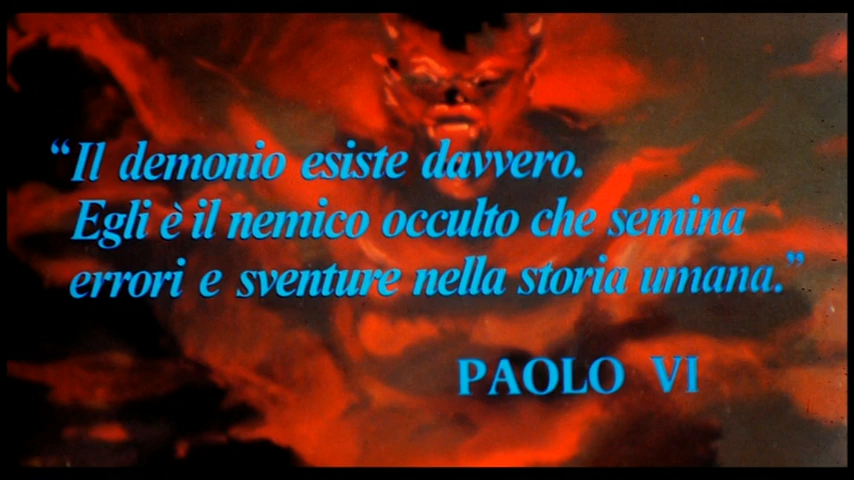 “Il demonio esiste davvero.
Egli è il nemico occulto che semina
errori e sventure nella storia umana.”
PAOLO VI